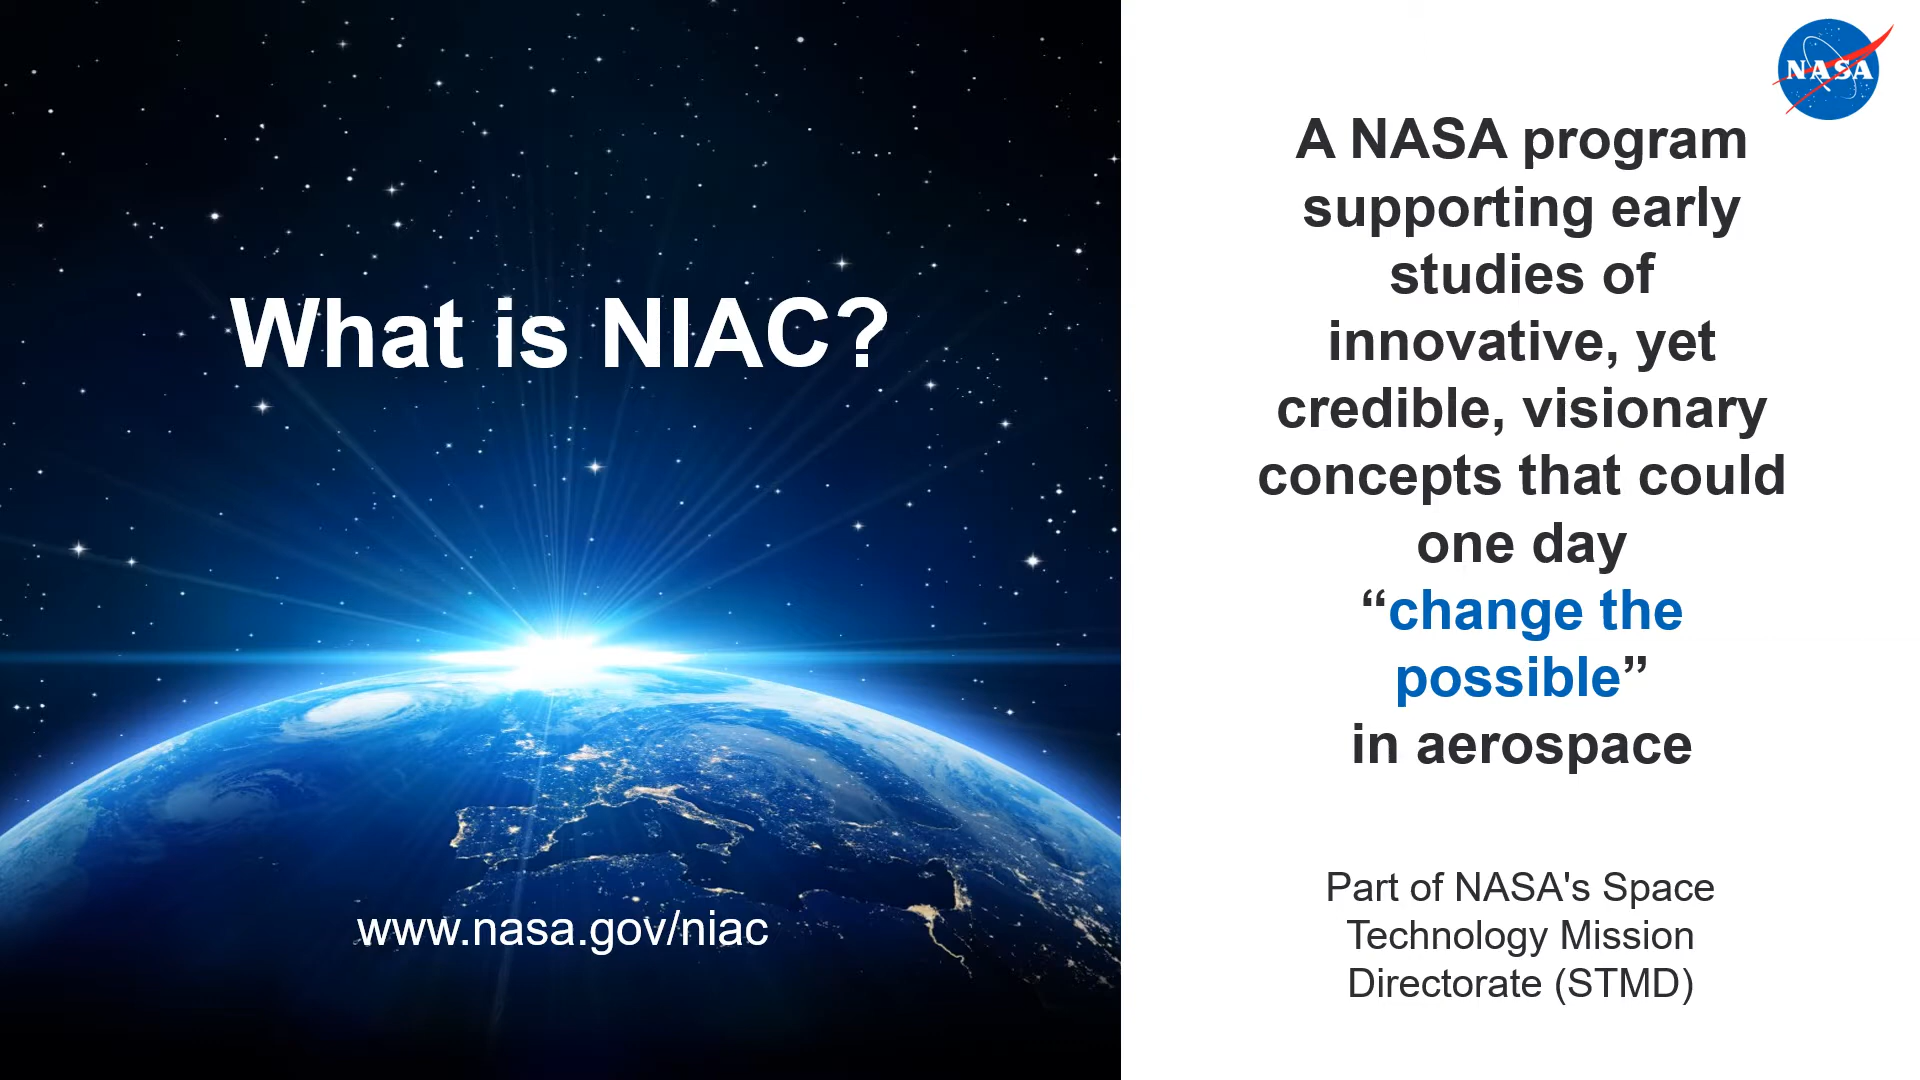 What is NIAC?
www.nasa.gov/niac
NASA
A NASA program
supporting early
studies of
innovative, yet
credible, visionary
concepts that could
one day
“change the
possible”
in aerospace
Part of NASA's Space
Technology Mission
Directorate (STMD)